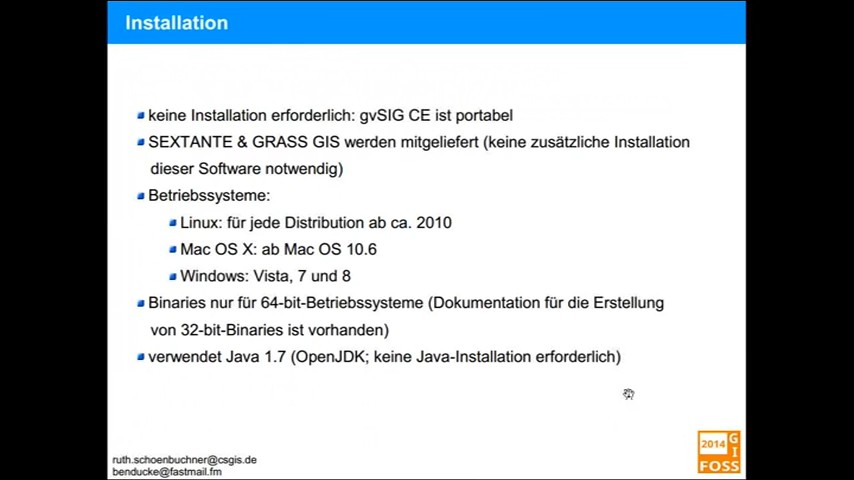 Installation
keine Installation erforderlich: gvSIG CE ist portabel
SEXTANTE & GRASS GIS werden mitgeliefert (keine zusätzliche Installation
dieser Software notwendig)
Betriebssysteme:
Linux: für jede Distribution ab ca. 2010
Mac OS X: ab Mac OS 10.6
Windows: Vista, 7 und 8
Binaries nur für 64-bit-Betriebssysteme (Dokumentation für die Erstellung
von 32-bit-Binaries ist vorhanden)
verwendet Java 1.7 (OpenJDK; keine Java-Installation erforderlich)
ruth.schoenbuchner@csgis.de
benducke@fastmail.fm
2014 G
I
FOSS